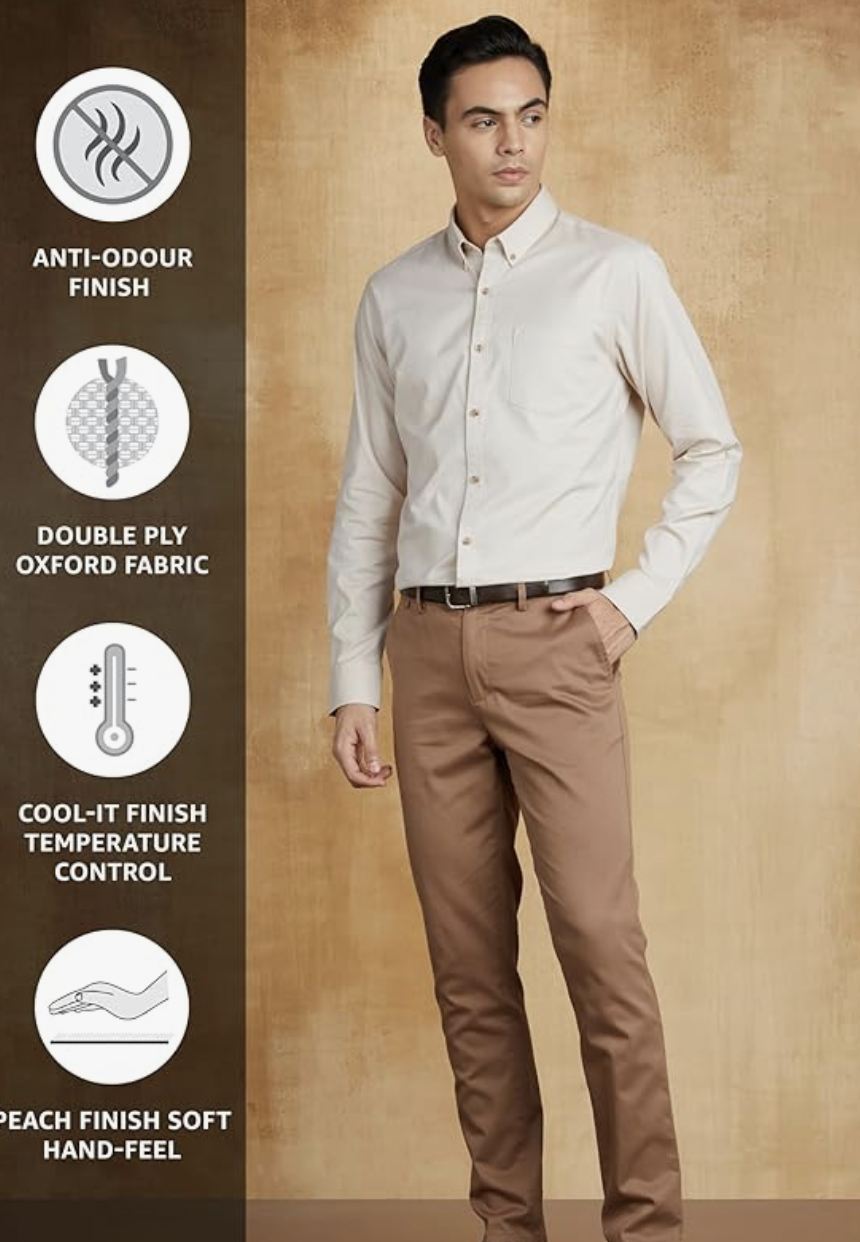 ANTI-ODOUR
FINISH
DOUBLE PLY
OXFORD FABRIC
COOL-IT FINISH
TEMPERATURE
CONTROL
PEACH FINISH SOFT
HAND-FEEL